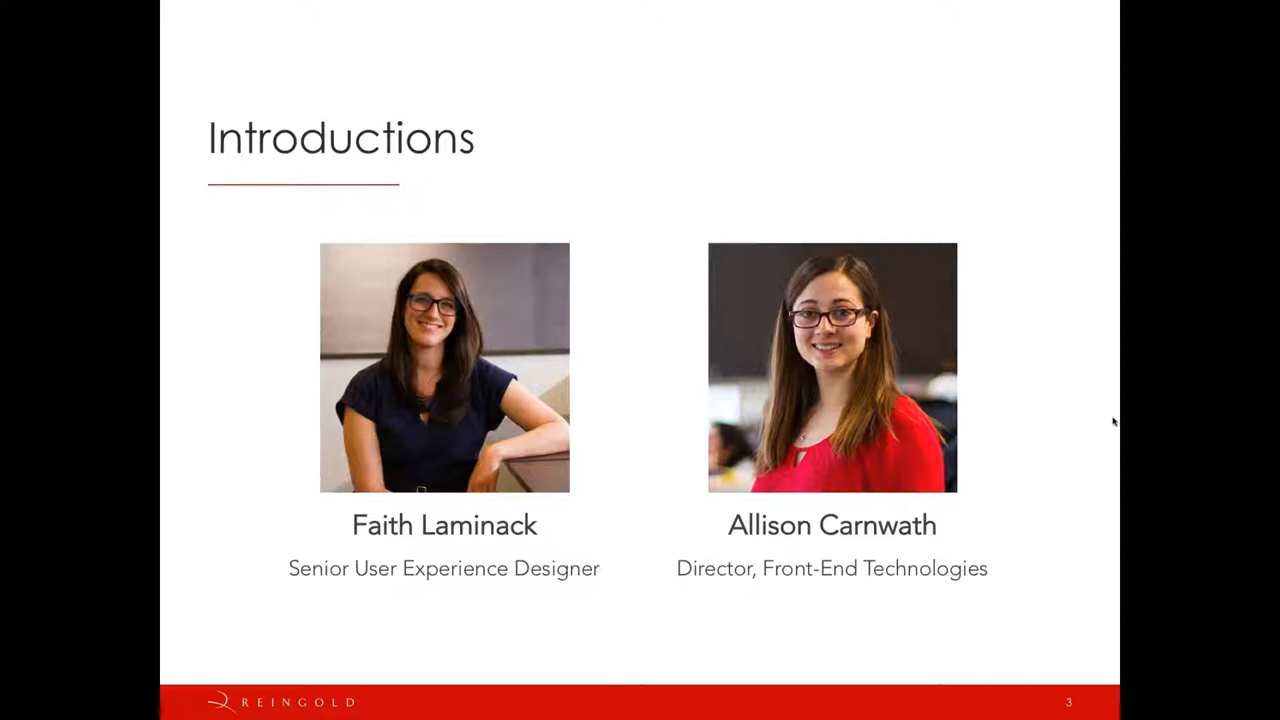 Introductions
Faith Laminack
Senior User Experience Designer
Allison Carnwath
Director, Front-End Technologies
REINGOLD
3